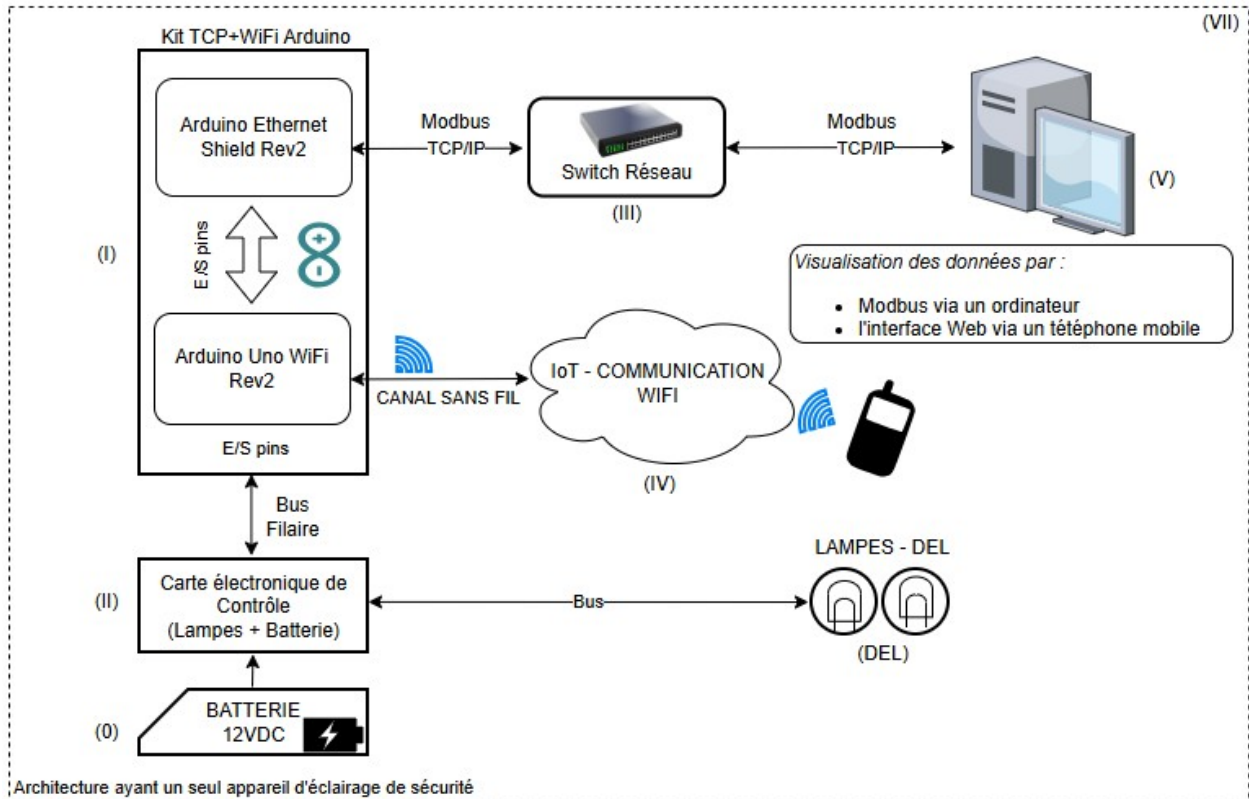 (VII)
Kit TCP+WiFi Arduino
Arduino Ethernet
Shield Rev2
Modbus
TCP/IP
Switch Réseau
(III)
Modbus
TCP/IP
(V)
(I)
E/S pins
Visualisation des données par :
• Modbus via un ordinateur
• l'interface Web via un tétéphone mobile
Arduino Uno WiFi
Rev2
CANAL SANS FIL
IoT - COMMUNICATION
WIFI
(IV)
E/S pins
Bus
Filaire
LAMPES - DEL
(II)
Carte électronique de
Contrôle
(Lampes + Batterie)
Bus
(DEL)
(0)
BATTERIE
12VDC
Architecture ayant un seul appareil d'éclairage de sécurité